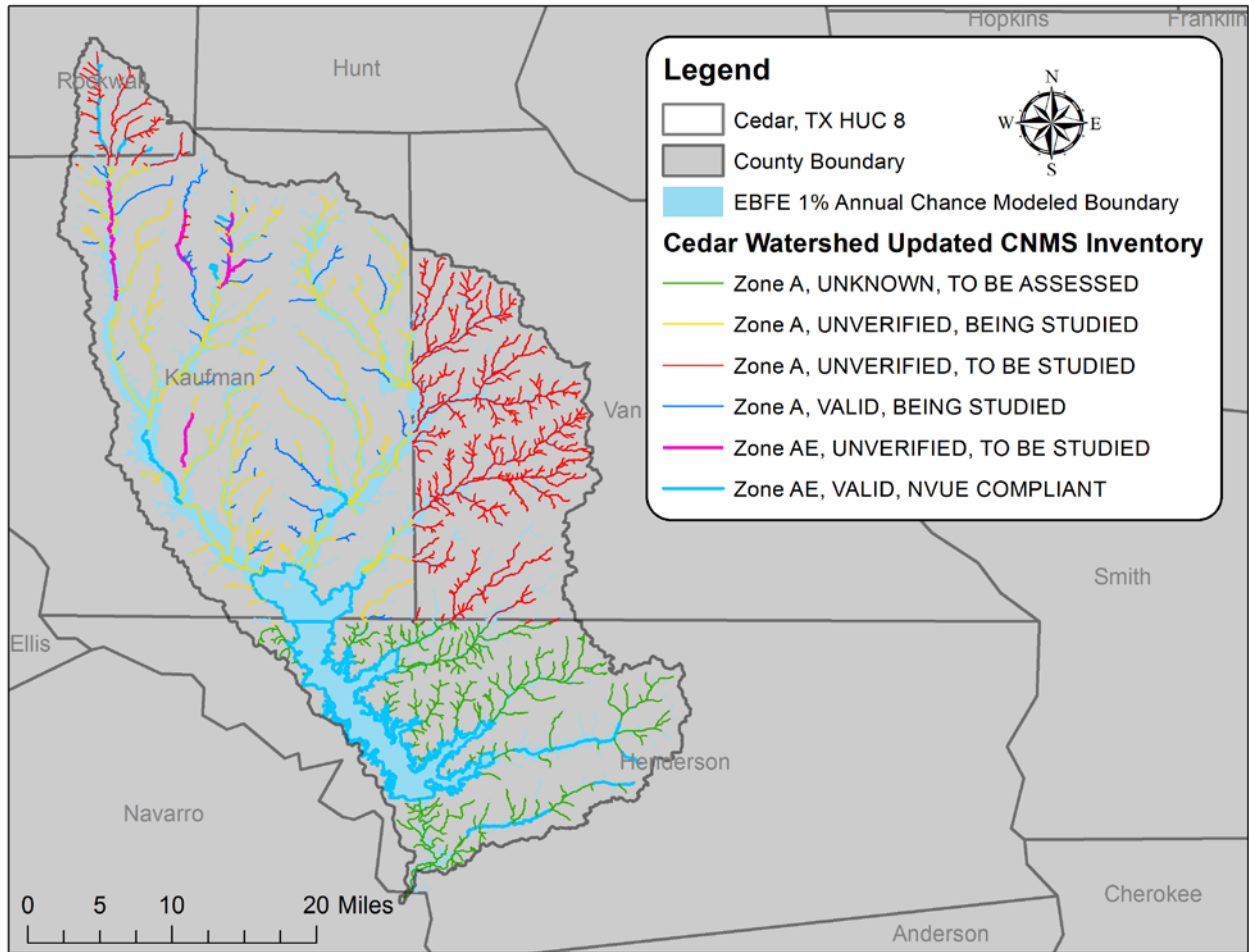 Hopkins
Franklin
Hunt
Rockwall
Legend
N
W
E
S
Cedar, TX HUC 8
County Boundary
EBFE 1% Annual Chance Modeled Boundary
Cedar Watershed Updated CNMS Inventory
Zone A, UNKNOWN, TO BE ASSESSED
Zone A, UNVERIFIED, BEING STUDIED
Zone A, UNVERIFIED, TO BE STUDIED
Zone A, VALID, BEING STUDIED
Zone AE, UNVERIFIED, TO BE STUDIED
Zone AE, VALID, NVUE COMPLIANT
Kaufman
Van
Smith
Ellis
Henderson
Navarro
Cherokee
Anderson
0 5 10 20 Miles